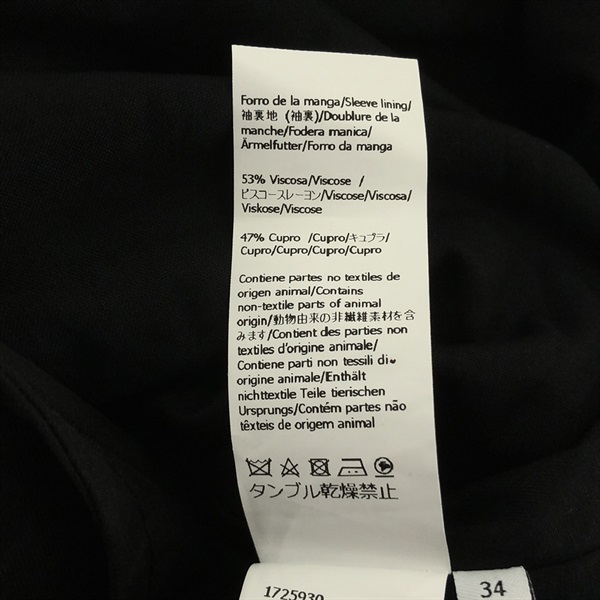 Forro de la manga/Sleeve lining/
袖裏地 (袖裏)/Doublure de la
manche/Fodera manica/
Ärmelfutter/Forro da manga
53% Viscosa/Viscose /
ビスコースレーヨン/Viscose/Viscosa/
Viskose/Viscose
47% Cupro /Cupro/キュプラ/
Cupro/Cupro/Cupro/Cupro
Contiene partes no textiles de
origen animal/Contains
non-textile parts of animal
origin/動物由来の非繊維素材を含
みます/Contient des parties non
textiles d'origine animale/
Contiene parti non tessili di
origine animale/Enthält
nichttextile Teile tierischen
Ursprungs/Contém partes não
têxteis de origem animal
タンブル乾燥禁止
1725930
34